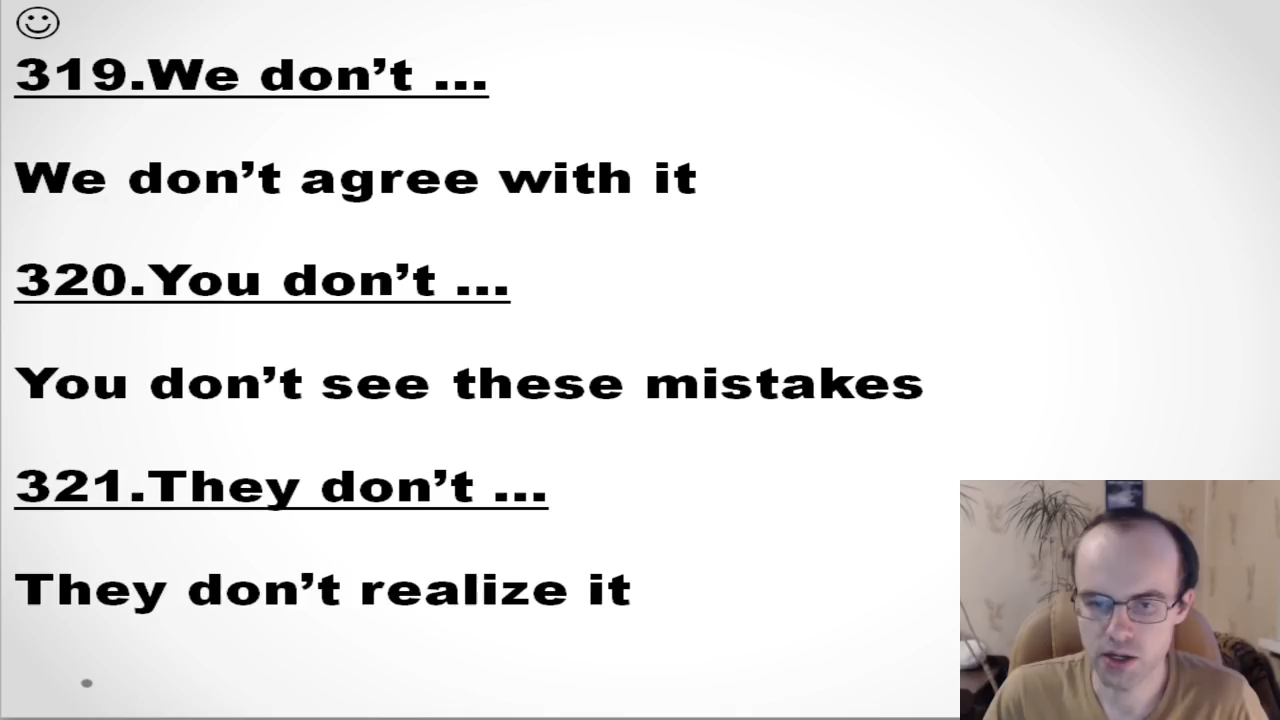 319.We don’t ...
We don’t agree with it
320.You don’t ...
You don’t see these mistakes
321.They don’t ...
They don’t realize it